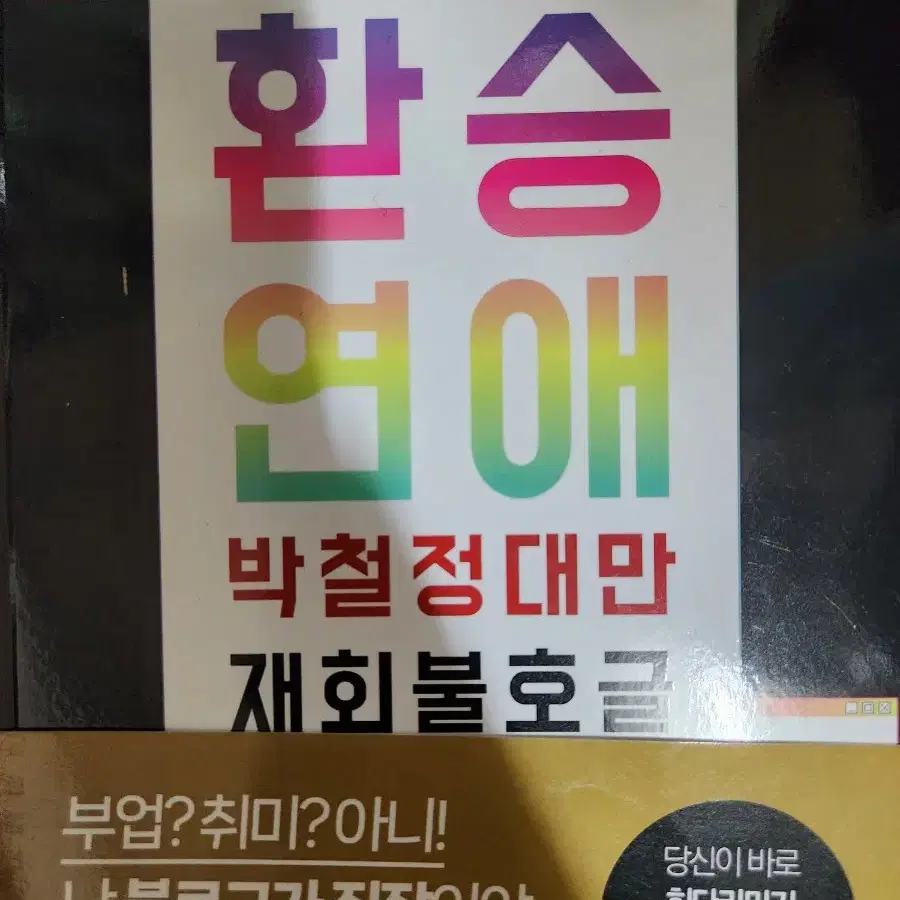 환승
연애
박철정대만
재회불호글
부업? 취미? 아니!
당신이 바로